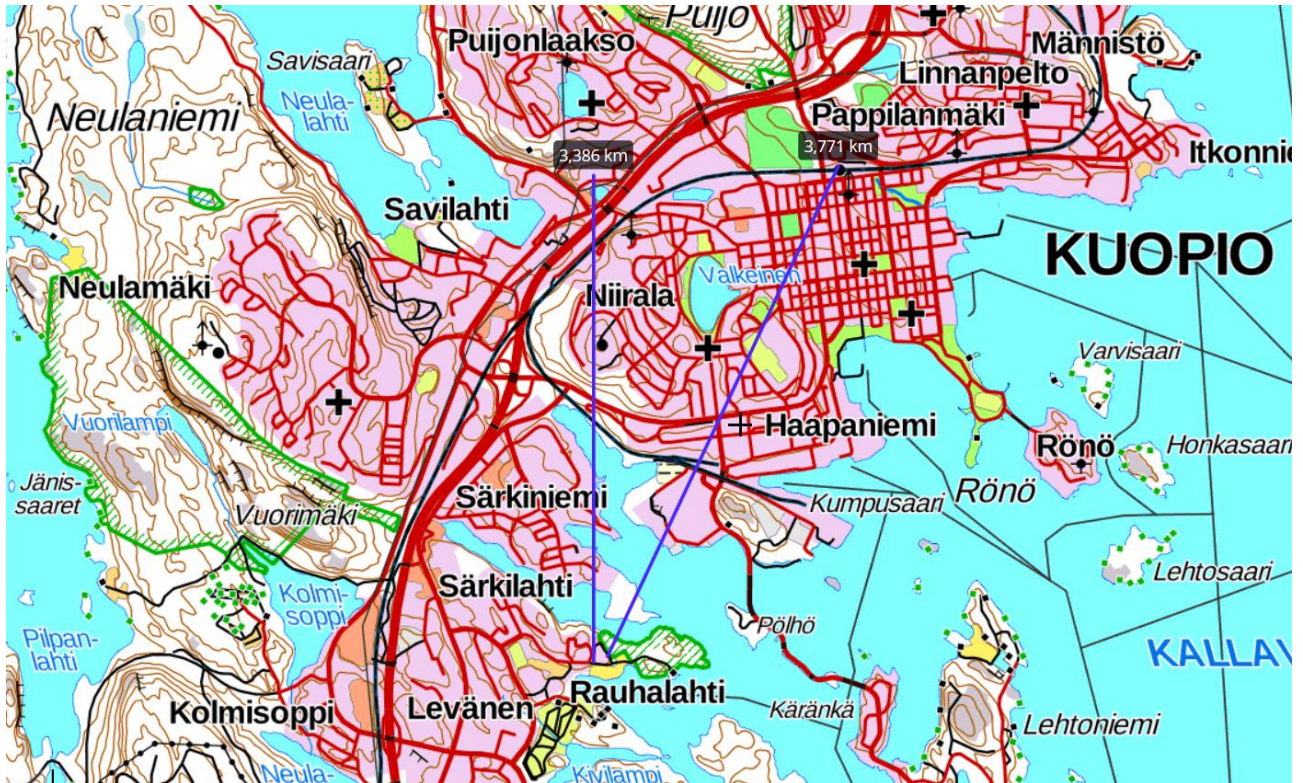 Puijo
Puijonlaakso
Männistö
Savisaari
Linnanpelto
Neula-
lahti
Neulaniemi
Pappilanmäki
3,386 km
3,771 km
Savilahti
KUOPIO
Valkeinen
Neulamäki
Niirala
Varvisaari
Vuorilampi
Haapaniemi
Rönö
Honkasaari
Jänis-
saaret
Särkiniemi
Rönö
Kumpusaari
Vuorimäki
Särkilahti
Lehtosaari
Kolmi-
soppi
Pilpan-
lahti
Pölhö
Rauhalahti
Kolmisoppi
Levänen
Käränkä
Lehtoniemi
Neula-
Kivilampi